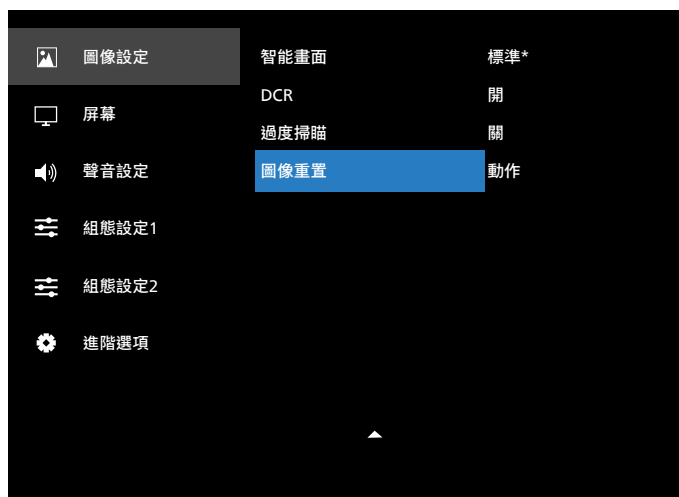 圖像設定
屏幕
聲音設定
組態設定1
組態設定2
進階選項
智能畫面 標準*
DCR 開
過度掃瞄 關
圖像重置 動作